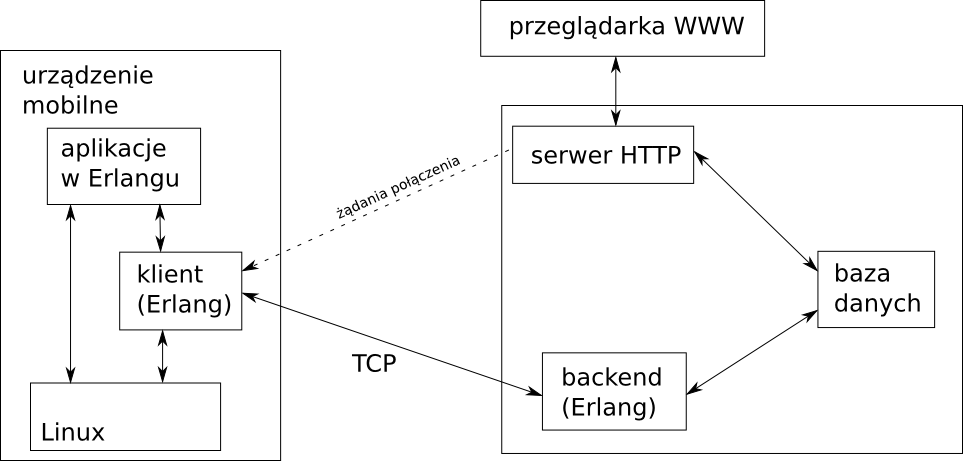 przeglądarka WWW
urządzenie
mobilne
aplikacje
w Erlangu
serwer HTTP
żądania połączenia
klient
(Erlang)
baza
danych
TCP
backend
(Erlang)
Linux